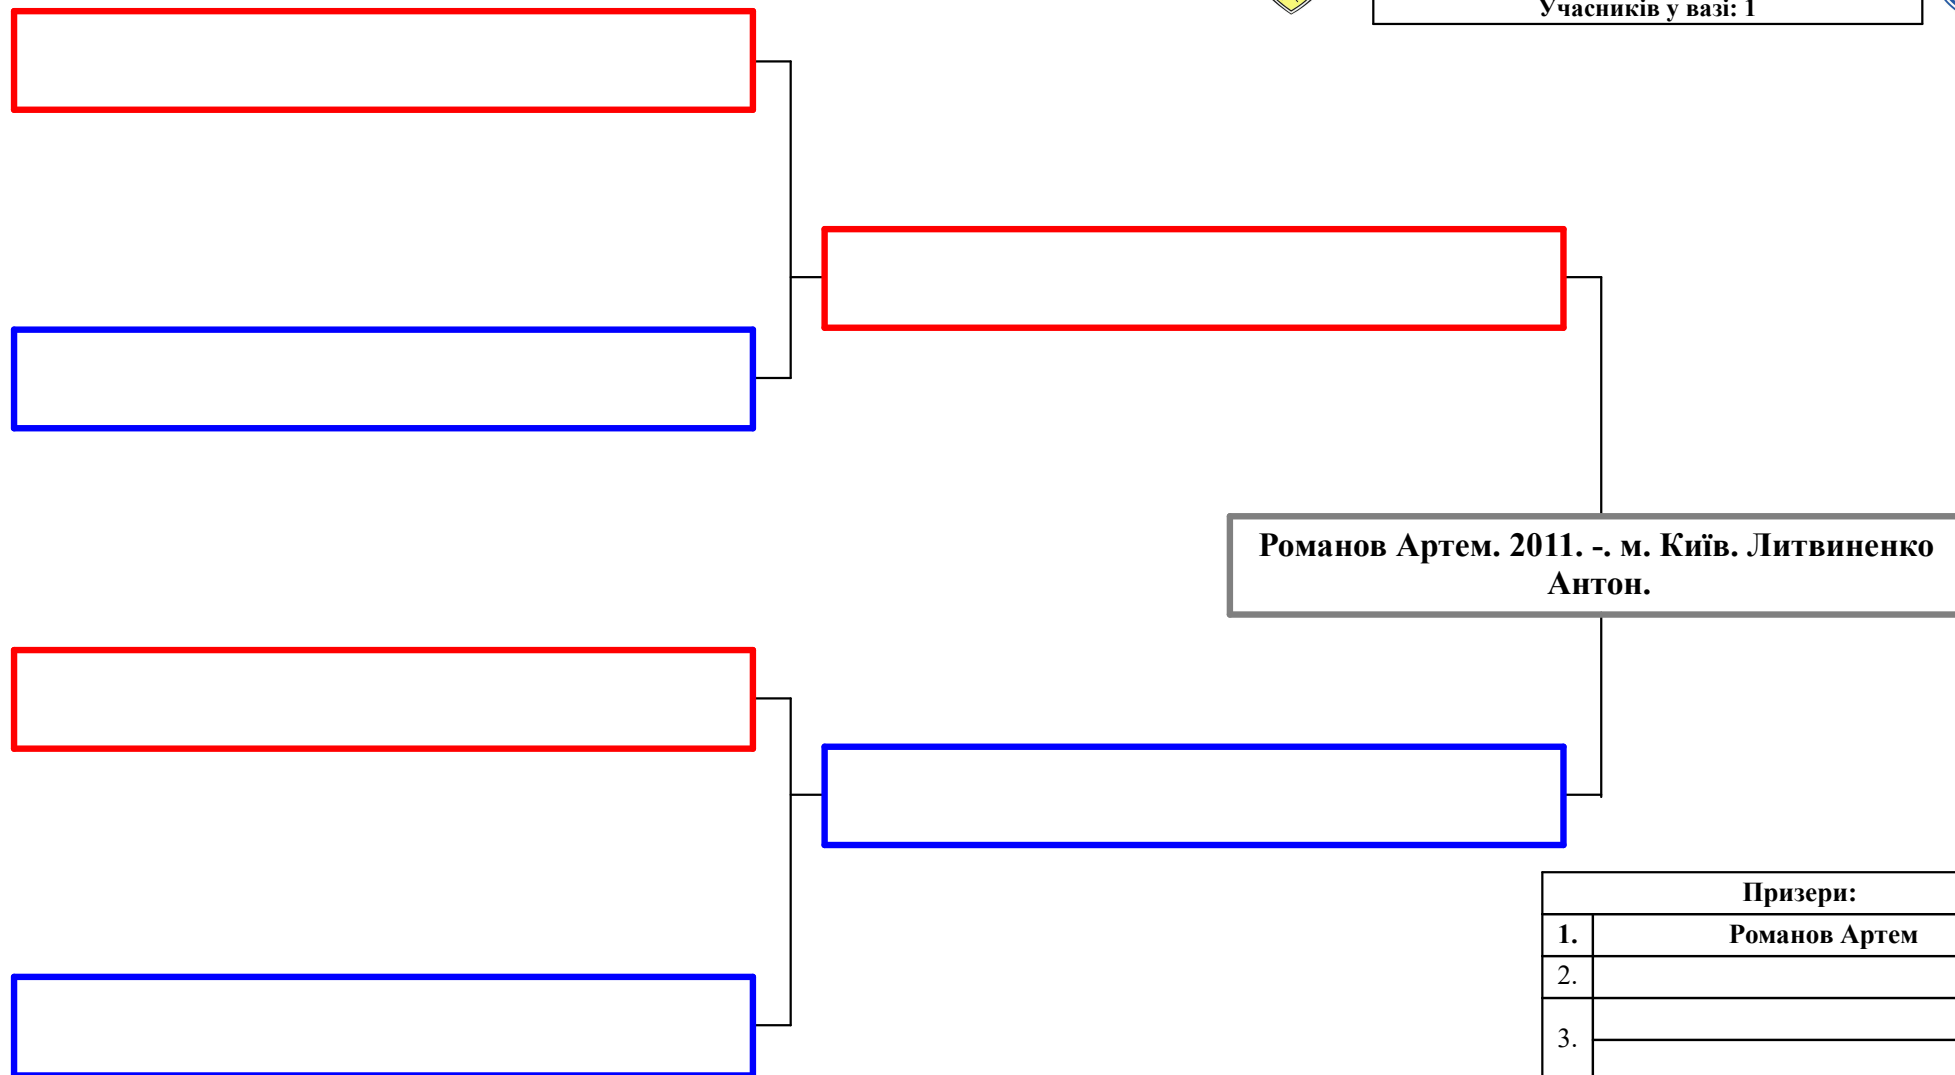 Учасників у вазі: 1
Романов Артем. 2011. -. м. Київ. Литвиненко
Антон.
Призери:
1. Романов Артем
2.
3.